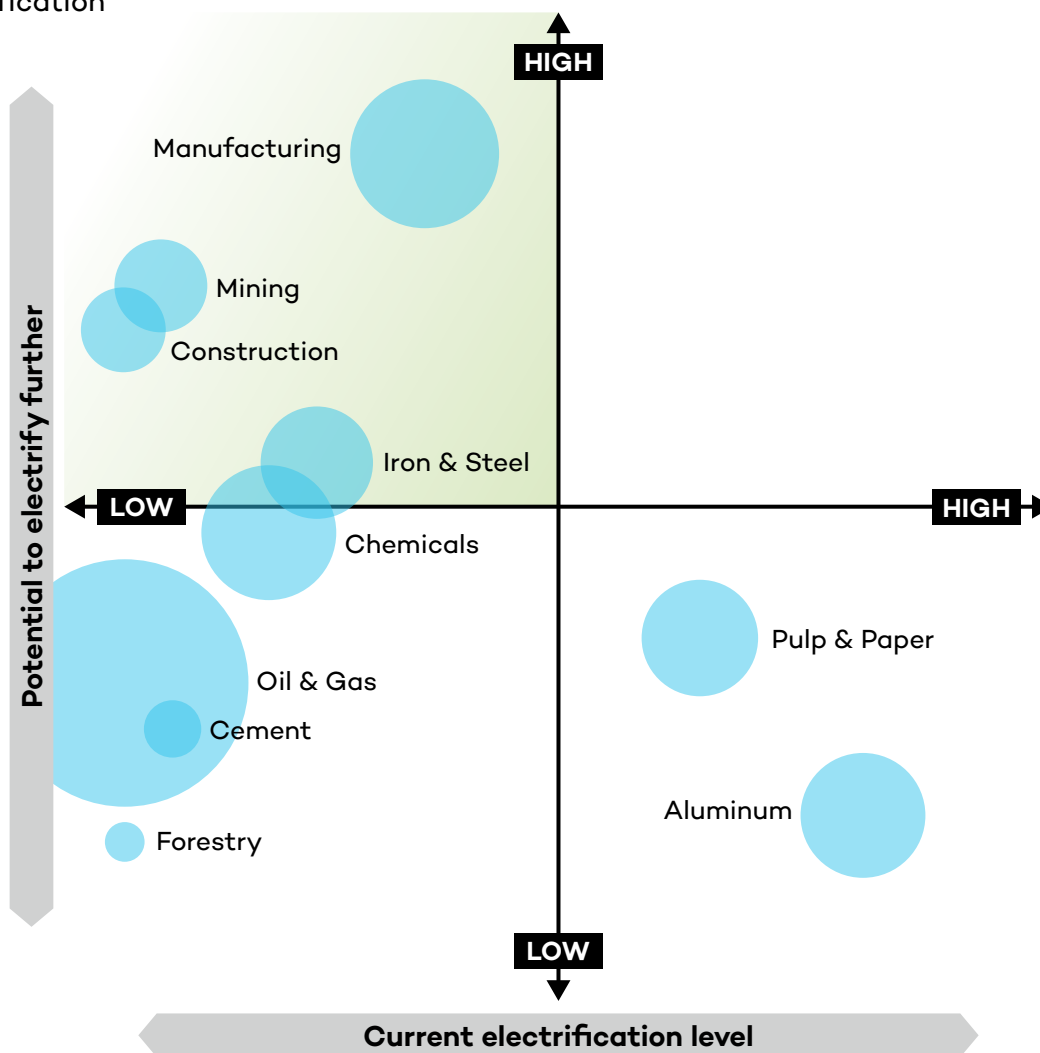 HIGH
Manufacturing
Mining
Construction
Iron & Steel
LOW
HIGH
Chemicals
Pulp & Paper
Oil & Gas
Cement
Aluminum
Forestry
LOW
Potential to electrify further
Current electrification level